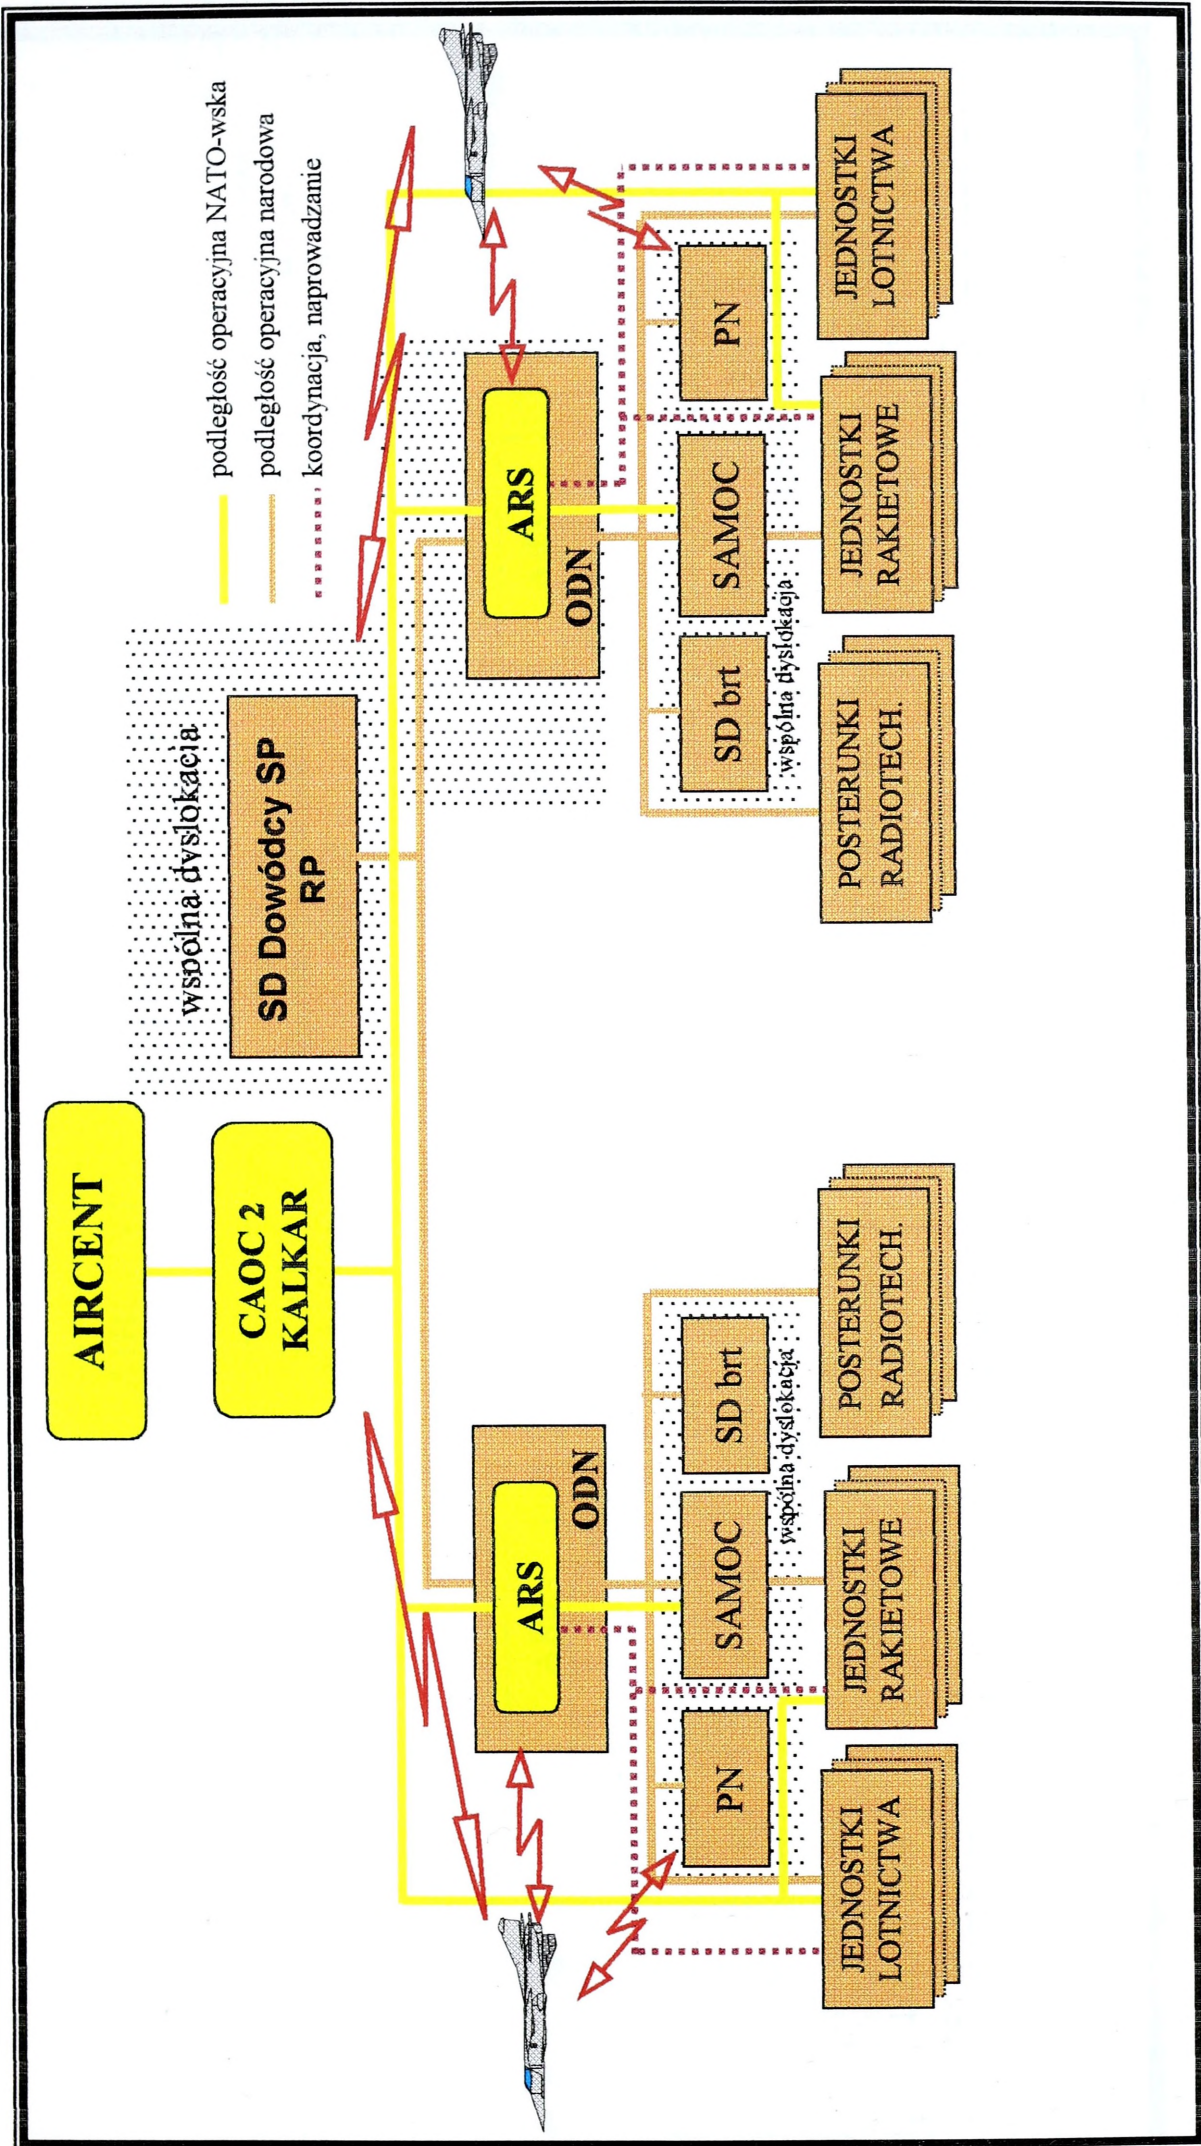 AIRCENT
CAOC 2
KALKAR
wspólna dyslokacja
SD Dowódcy SP
RP
podległość operacyjna NATO-wska
podległość operacyjna narodowa
koordynacja, naprowadzanie
ARS
ODN
ARS
ODN
PN
SAMOC
SD brt
wspólna dyslokacja
SD brt
SAMOC
PN
wspólna dyslokacja
JEDNOSTKI
LOTNICTWA
JEDNOSTKI
RAKIETOWE
POSTERUNKI
RADIOTECH.
POSTERUNKI
RADIOTECH.
JEDNOSTKI
RAKIETOWE
JEDNOSTKI
LOTNICTWA